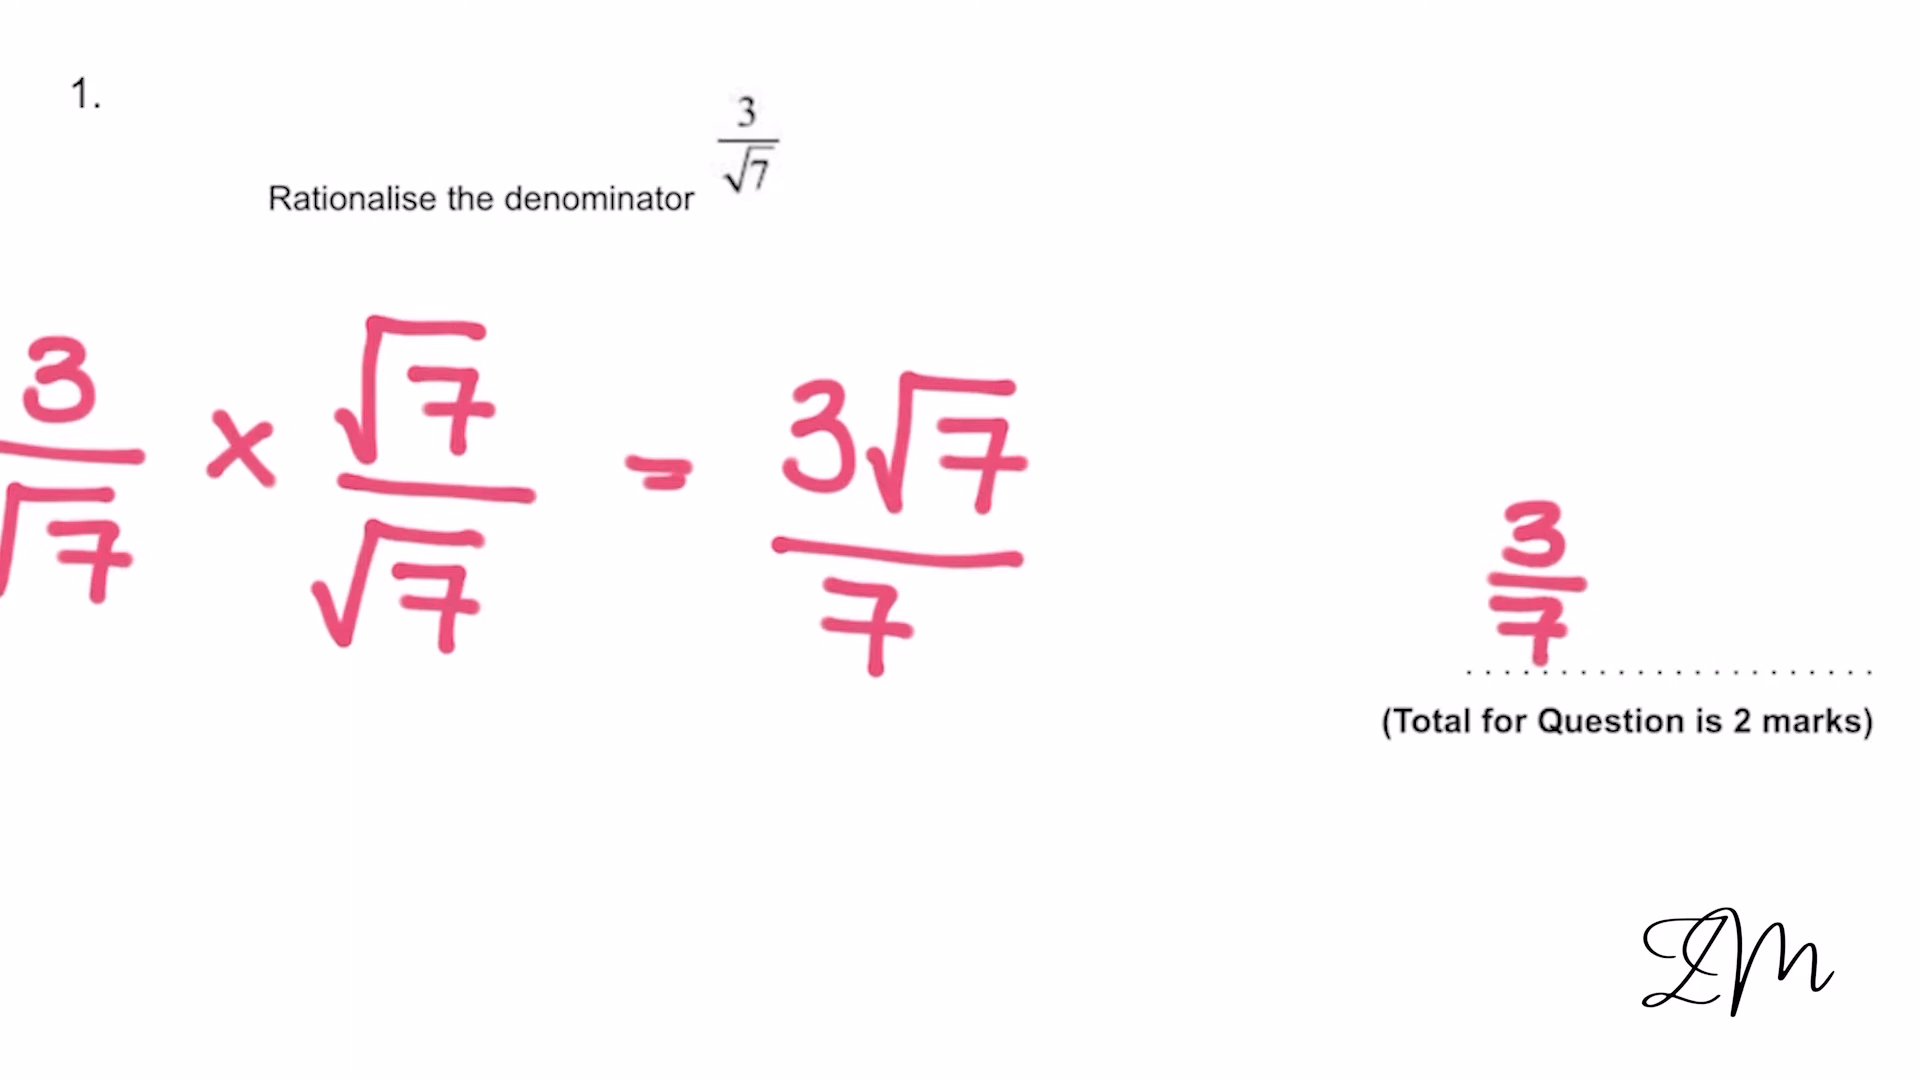 1.
Rationalise the denominator 3/√7
3/√7 × √7/√7 = 3√7/7
3/7
(Total for Question is 2 marks)
LM